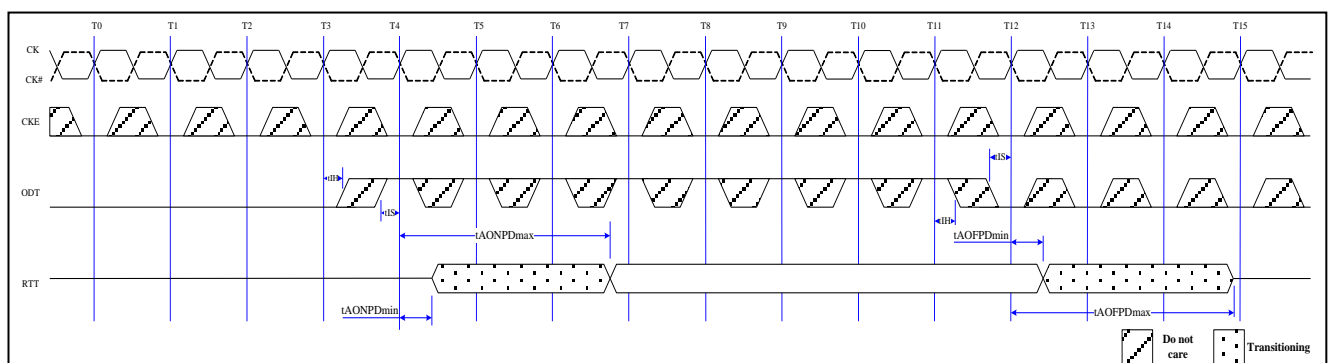 T0 T1 T2 T3 T4 T5 T6 T7 T8 T9 T10 T11 T12 T13 T14 T15
CK
CK#
CKE
tIS
ODT
tIH
tIS
tIH
tAONPDmax
tAOFPDmin
RTT
tAONPDmin
tAOFPDmax
Do not
care
Transitioning